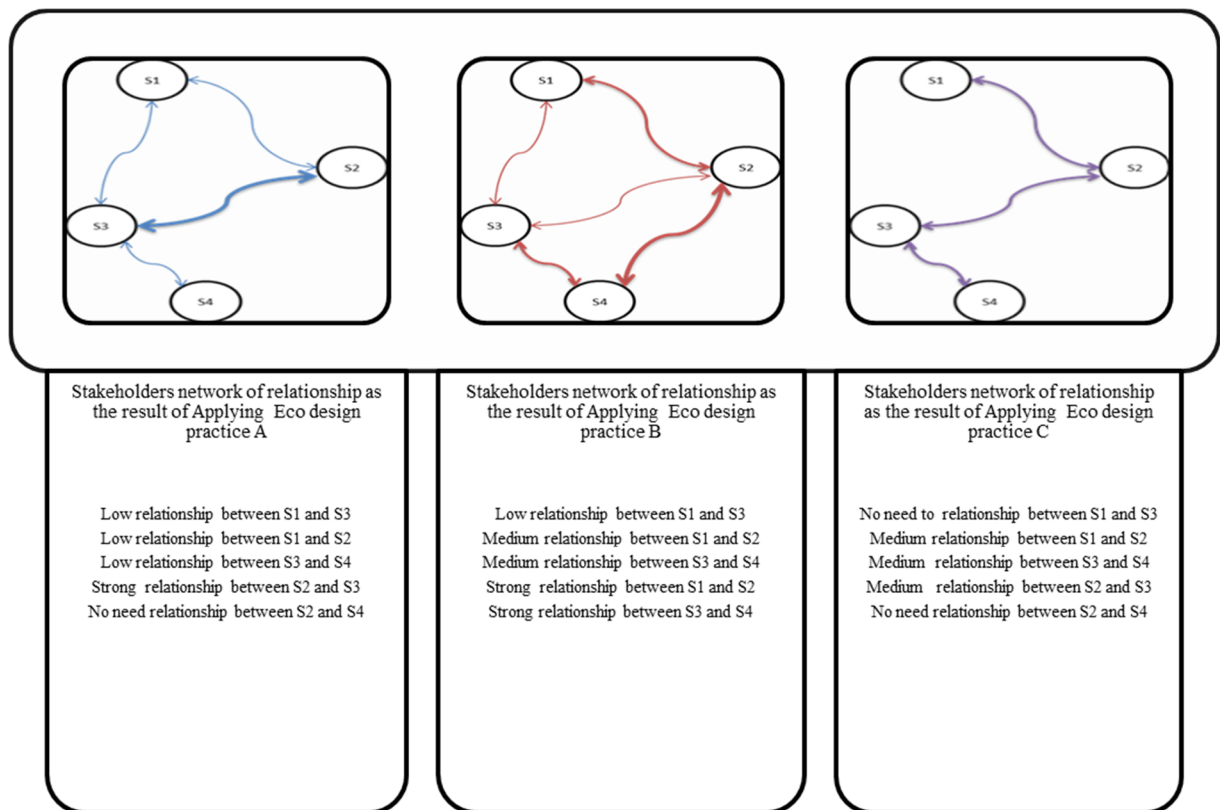 S1
S2
S3
S4
S1
S2
S3
S4
S1
S2
S3
S4
Stakeholders network of relationship as
the result of Applying Eco design
practice A
Low relationship between S1 and S3
Low relationship between S1 and S2
Low relationship between S3 and S4
Strong relationship between S2 and S3
No need relationship between S2 and S4
Stakeholders network of relationship as
the result of Applying Eco design
practice B
Low relationship between S1 and S3
Medium relationship between S1 and S2
Medium relationship between S3 and S4
Strong relationship between S1 and S2
Strong relationship between S3 and S4
Stakeholders network of relationship
as the result of Applying Eco design
practice C
No need to relationship between S1 and S3
Medium relationship between S1 and S2
Medium relationship between S3 and S4
Medium relationship between S2 and S3
No need relationship between S2 and S4